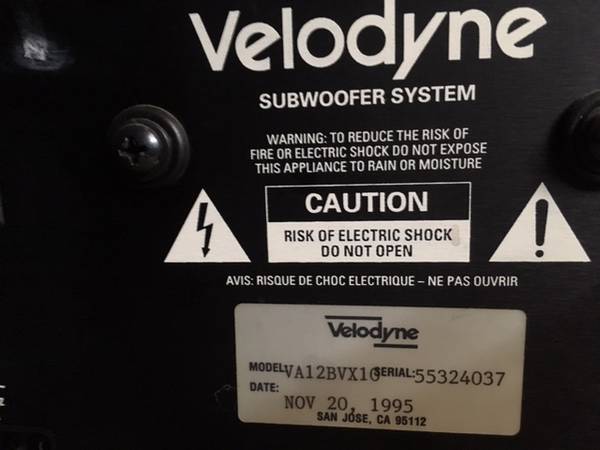 Velodyne
SUBWOOFER SYSTEM
WARNING: TO REDUCE THE RISK OF
FIRE OR ELECTRIC SHOCK DO NOT EXPOSE
THIS APPLIANCE TO RAIN OR MOISTURE
CAUTION
RISK OF ELECTRIC SHOCK
DO NOT OPEN
!
AVIS: RISQUE DE CHOC ELECTRIQUE – NE PAS OUVRIR
Velodyne
MODEL VA12BVX10 SERIAL: 55324037
DATE:
NOV 20, 1995
SAN JOSE, CA 95112